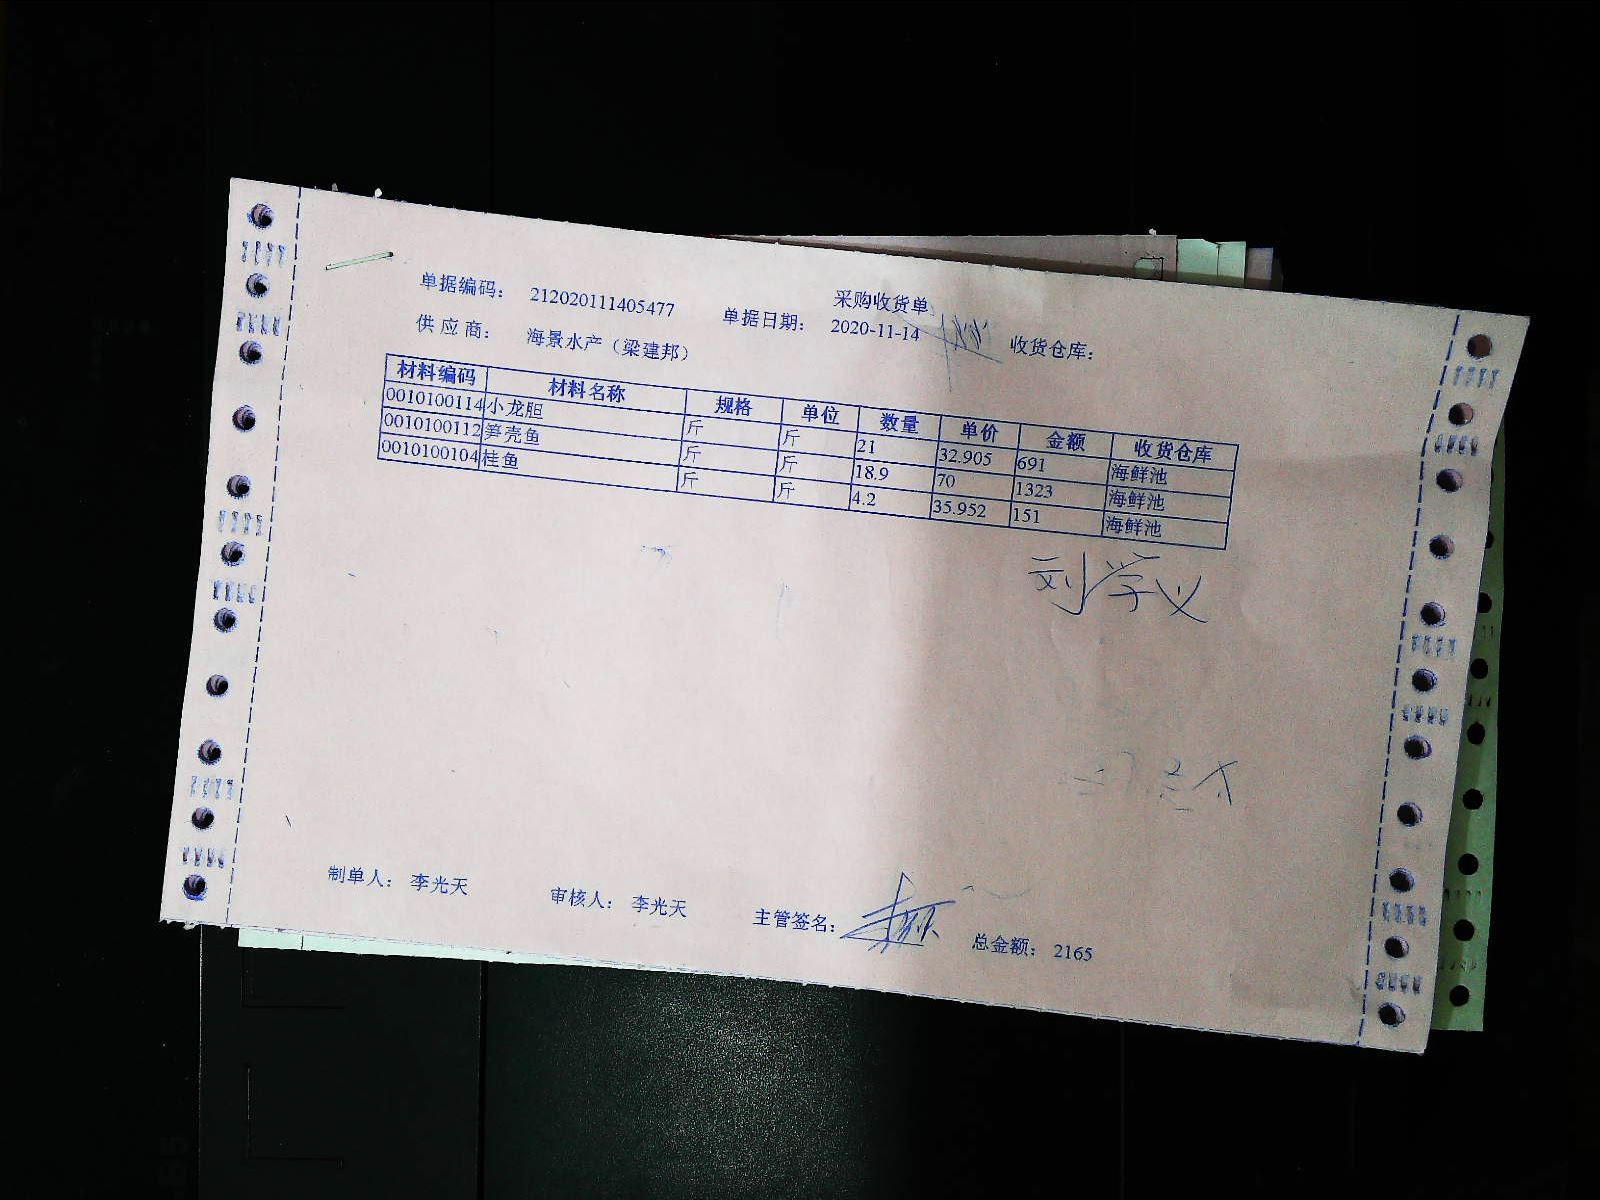 采购收货单
单据编码： 212020111405477 单据日期： 2020-11-14 收货仓库：
供应商： 海景水产（梁建邦）
材料编码 材料名称 规格 单位 数量 单价 金额 收货仓库
0010100114 小龙胆 斤 斤 21 32.905 691 海鲜池
0010100112 笋壳鱼 斤 斤 18.9 70 1323 海鲜池
0010100104 桂鱼 斤 斤 4.2 35.952 151 海鲜池
刘学义
制单人： 李光天 审核人： 李光天 主管签名： 总金额： 2165